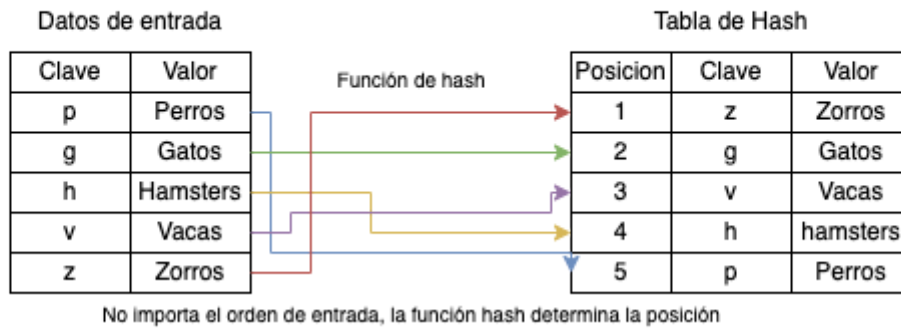 Datos de entrada
Tabla de Hash
Clave Valor
Función de hash
Posicion Clave Valor
p Perros
1 z Zorros
g Gatos
2 g Gatos
h Hamsters
3 v Vacas
v Vacas
4 h hamsters
z Zorros
5 p Perros
No importa el orden de entrada, la función hash determina la posición